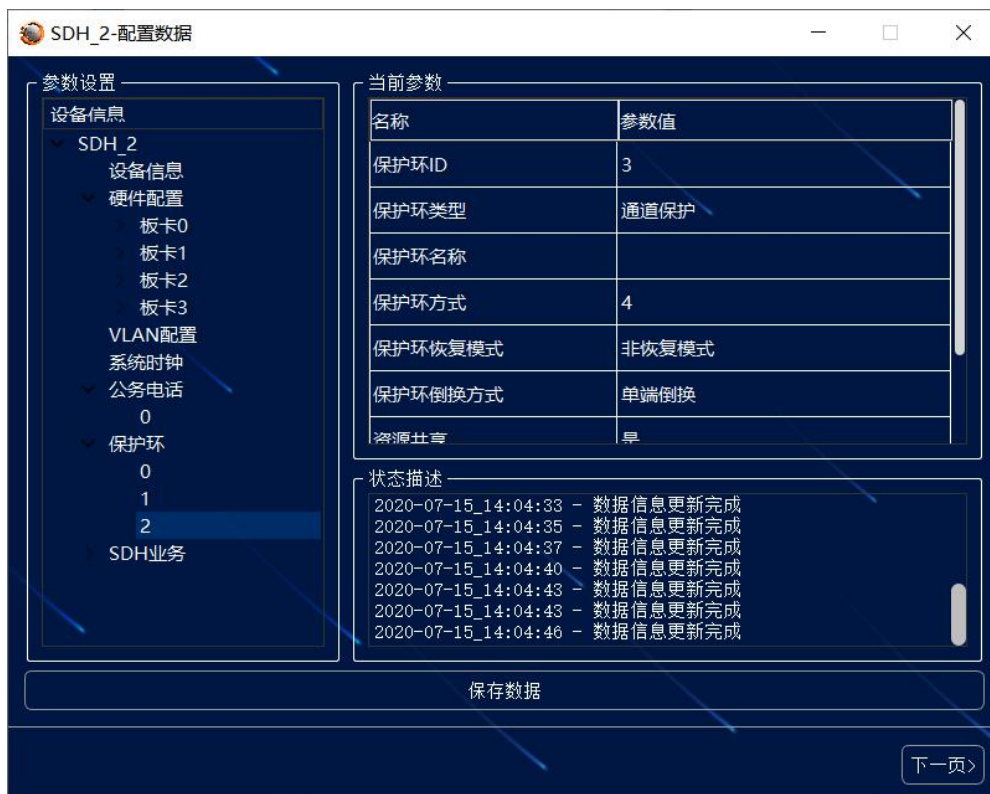 SDH_2-配置数据
参数设置
设备信息
SDH_2
设备信息
硬件配置
板卡0
板卡1
板卡2
板卡3
VLAN配置
系统时钟
公务电话
0
保护环
0
1
2
SDH业务
当前参数
名称 参数值
保护环ID 3
保护环类型 通道保护
保护环名称
保护环方式 4
保护环恢复模式 非恢复模式
保护环倒换方式 单端倒换
资源共享 是
状态描述
2020-07-15_14:04:33 - 数据信息更新完成
2020-07-15_14:04:35 - 数据信息更新完成
2020-07-15_14:04:37 - 数据信息更新完成
2020-07-15_14:04:40 - 数据信息更新完成
2020-07-15_14:04:43 - 数据信息更新完成
2020-07-15_14:04:43 - 数据信息更新完成
2020-07-15_14:04:46 - 数据信息更新完成
保存数据
下一页>